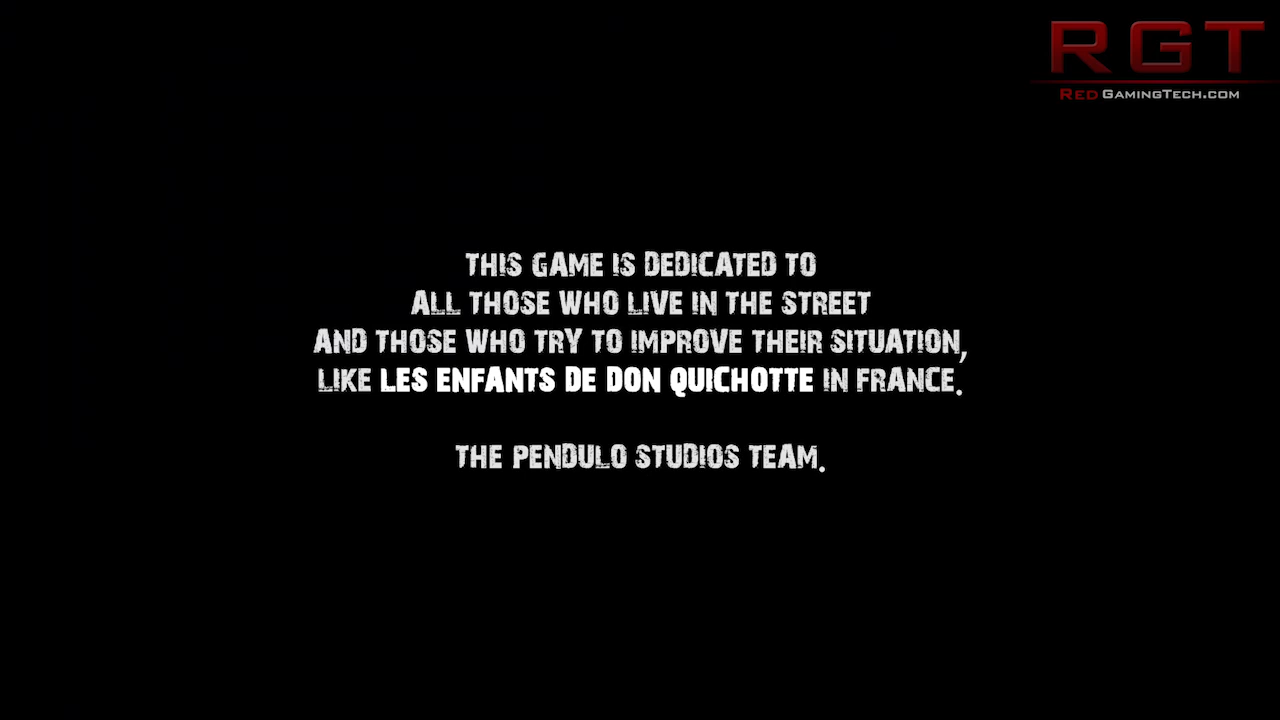 RGT
REDGAMINGTECH.COM
THIS GAME IS DEDICATED TO
ALL THOSE WHO LIVE IN THE STREET
AND THOSE WHO TRY TO IMPROVE THEIR SITUATION,
LIKE LES ENFANTS DE DON QUICHOTTE IN FRANCE.
THE PENDULO STUDIOS TEAM.